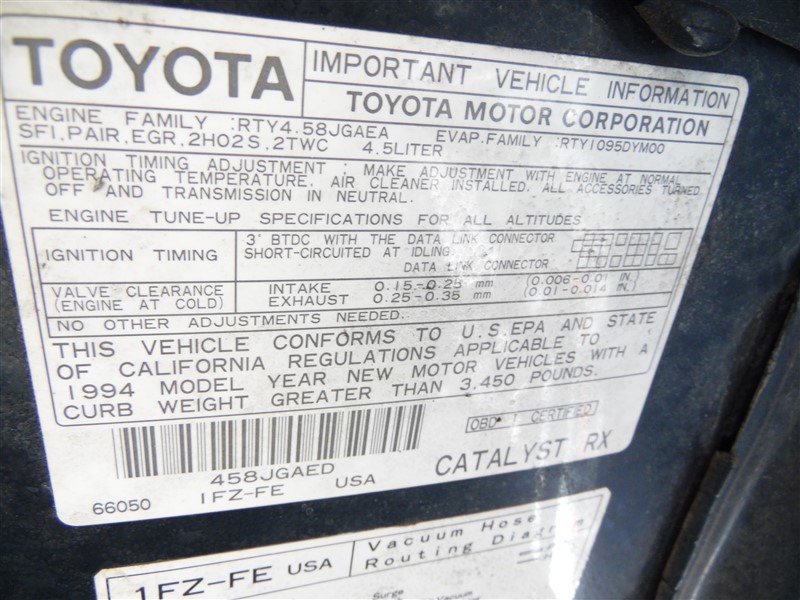 TOYOTA
IMPORTANT VEHICLE INFORMATION
TOYOTA MOTOR CORPORATION
ENGINE FAMILY :RTY4.58JGAEA EVAP.FAMILY :RTY1095DYM00
SFI,PAIR,EGR,2HO2S,2TWC 4.5LITER
IGNITION TIMING ADJUSTMENT : MAKE ADJUSTMENT WITH ENGINE AT NORMAL
OPERATING TEMPERATURE, AIR CLEANER INSTALLED, ALL ACCESSORIES TURNED
OFF AND TRANSMISSION IN NEUTRAL.
ENGINE TUNE-UP SPECIFICATIONS FOR ALL ALTITUDES
IGNITION TIMING
3° BTDC WITH THE DATA LINK CONNECTOR
SHORT-CIRCUITED AT IDLING
DATA LINK CONNECTOR
VALVE CLEARANCE
(ENGINE AT COLD)
INTAKE 0.15-0.25 mm (0.006-0.01 IN.)
EXHAUST 0.25-0.35 mm (0.01-0.014 IN.)
NO OTHER ADJUSTMENTS NEEDED.
THIS VEHICLE CONFORMS TO U.S.EPA AND STATE
OF CALIFORNIA REGULATIONS APPLICABLE TO
1994 MODEL YEAR NEW MOTOR VEHICLES WITH A
CURB WEIGHT GREATER THAN 3,450 POUNDS.
OBD I CERTIFIED
458JGAED
CATALYST RX
66050 1FZ-FE USA
1FZ-FE USA
Vacuum Hose
Routing Diagram
Surge